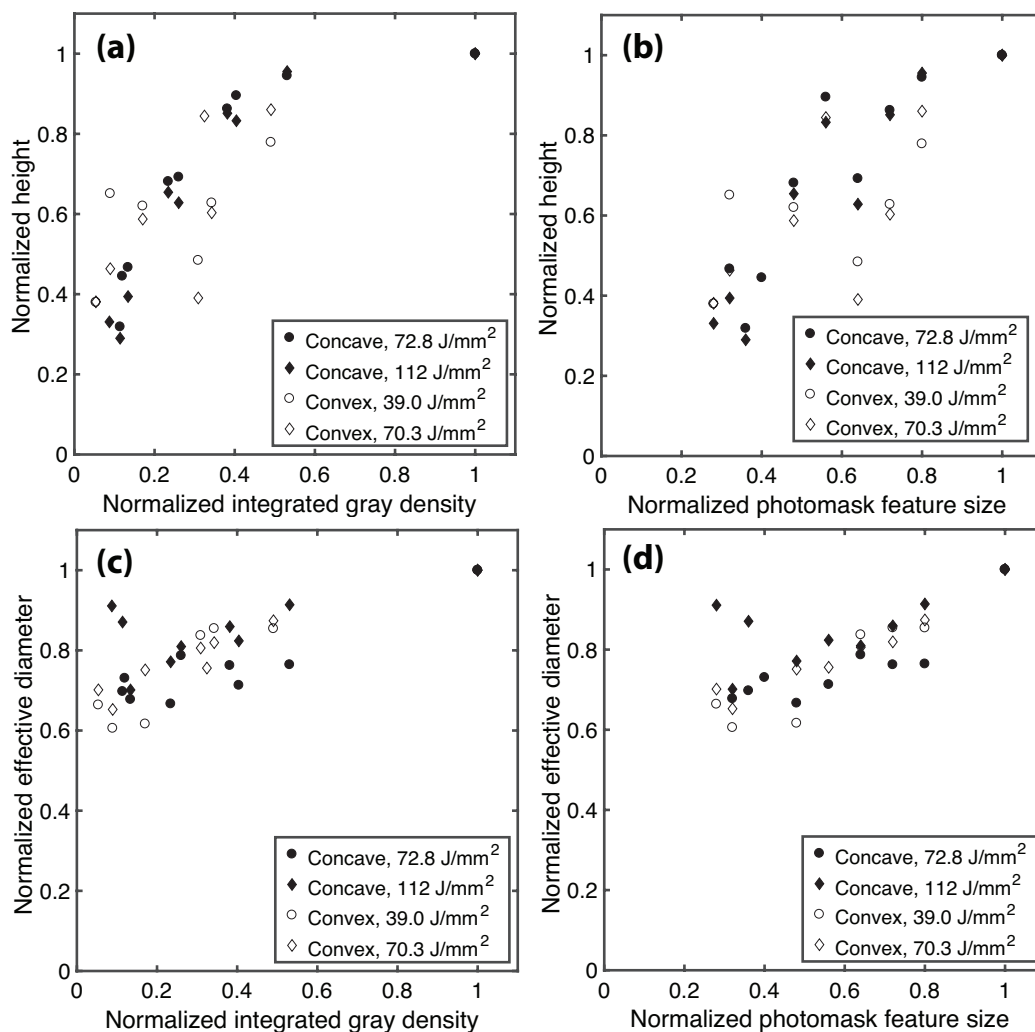 (a)
1
0.8
0.6
0.4
0.2
0
Normalized height
Concave, 72.8 J/mm²
Concave, 112 J/mm²
Convex, 39.0 J/mm²
Convex, 70.3 J/mm²
0 0.2 0.4 0.6 0.8 1
Normalized integrated gray density
(b)
1
0.8
0.6
0.4
0.2
0
Normalized height
Concave, 72.8 J/mm²
Concave, 112 J/mm²
Convex, 39.0 J/mm²
Convex, 70.3 J/mm²
0 0.2 0.4 0.6 0.8 1
Normalized photomask feature size
(c)
1
0.8
0.6
0.4
0.2
0
Normalized effective diameter
Concave, 72.8 J/mm²
Concave, 112 J/mm²
Convex, 39.0 J/mm²
Convex, 70.3 J/mm²
0 0.2 0.4 0.6 0.8 1
Normalized integrated gray density
(d)
1
0.8
0.6
0.4
0.2
0
Normalized effective diameter
Concave, 72.8 J/mm²
Concave, 112 J/mm²
Convex, 39.0 J/mm²
Convex, 70.3 J/mm²
0 0.2 0.4 0.6 0.8 1
Normalized photomask feature size